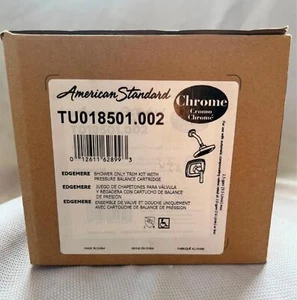 American Standard
TU018501.002
Chrome
Cromo
Chromé
0 12611 62899 3
EDGEMERE SHOWER ONLY TRIM KIT WITH
PRESSURE BALANCE CARTRIDGE
EDGEMERE JUEGO DE CHAPETONES PARA VÁLVULA
Y REGADERA CON CARTUCHO DE BALANCE
DE PRESIÓN
EDGEMERE ENSEMBLE DE VALVE ET DOUCHE UNIQUEMENT
AVEC CARTOUCHE DE BALANCE DE PRESSION